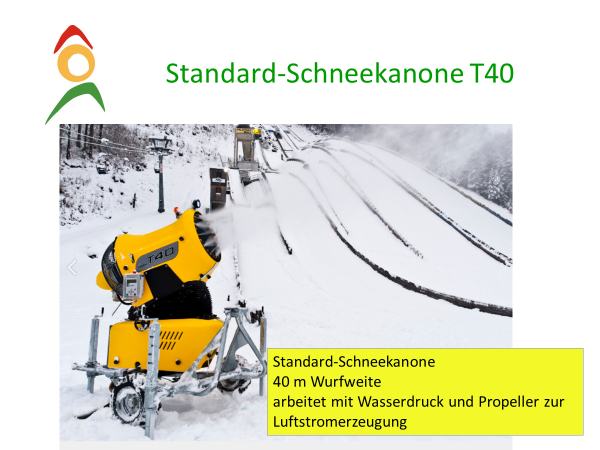 Standard-Schneekanone T40
T40
Standard-Schneekanone
40 m Wurfweite
arbeitet mit Wasserdruck und Propeller zur
Luftstromerzeugung